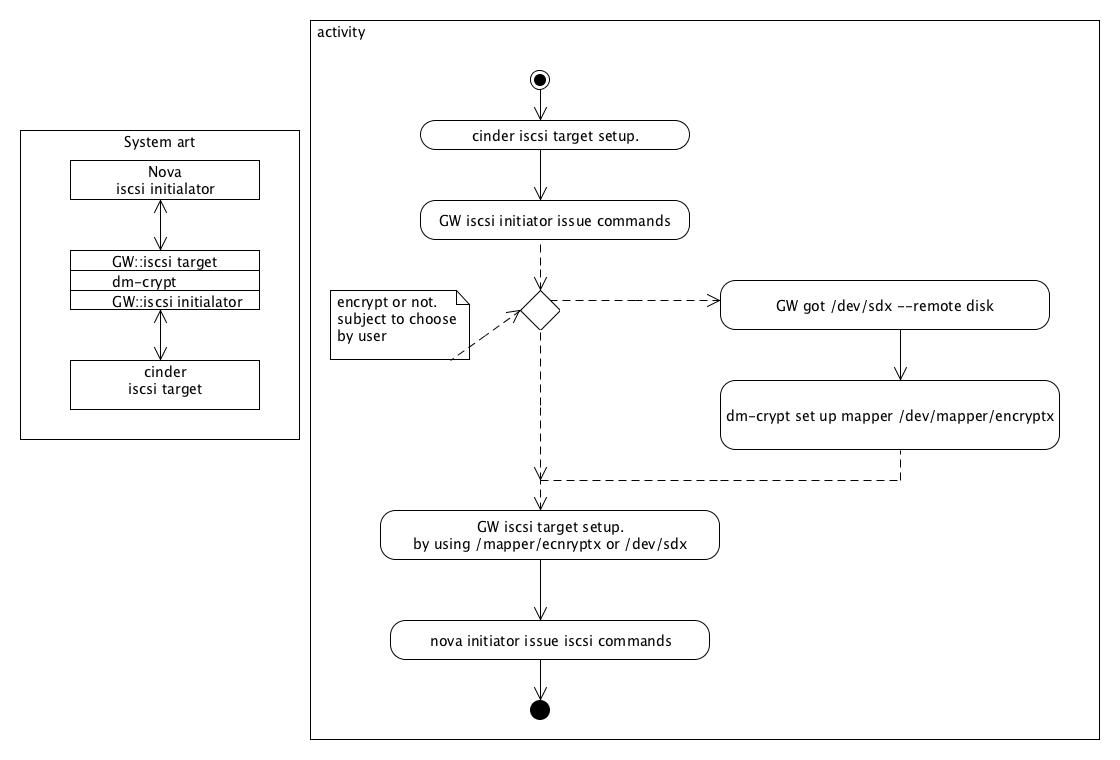 System art
Nova
iscsi initialator
GW::iscsi target
dm-crypt
GW::iscsi initialator
cinder
iscsi target
activity
cinder iscsi target setup.
GW iscsi initiator issue commands
encrypt or not.
subject to choose
by user
GW got /dev/sdx --remote disk
dm-crypt set up mapper /dev/mapper/encryptx
GW iscsi target setup.
by using /mapper/ecnryptx or /dev/sdx
nova initiator issue iscsi commands